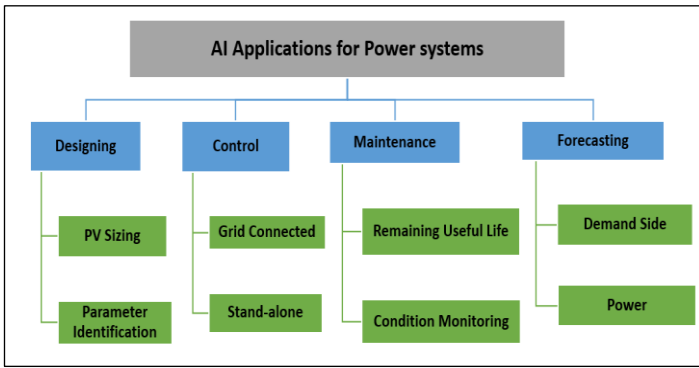 AI Applications for Power systems
Designing
Control
Maintenance
Forecasting
PV Sizing
Grid Connected
Remaining Useful Life
Demand Side
Parameter
Identification
Stand-alone
Condition Monitoring
Power